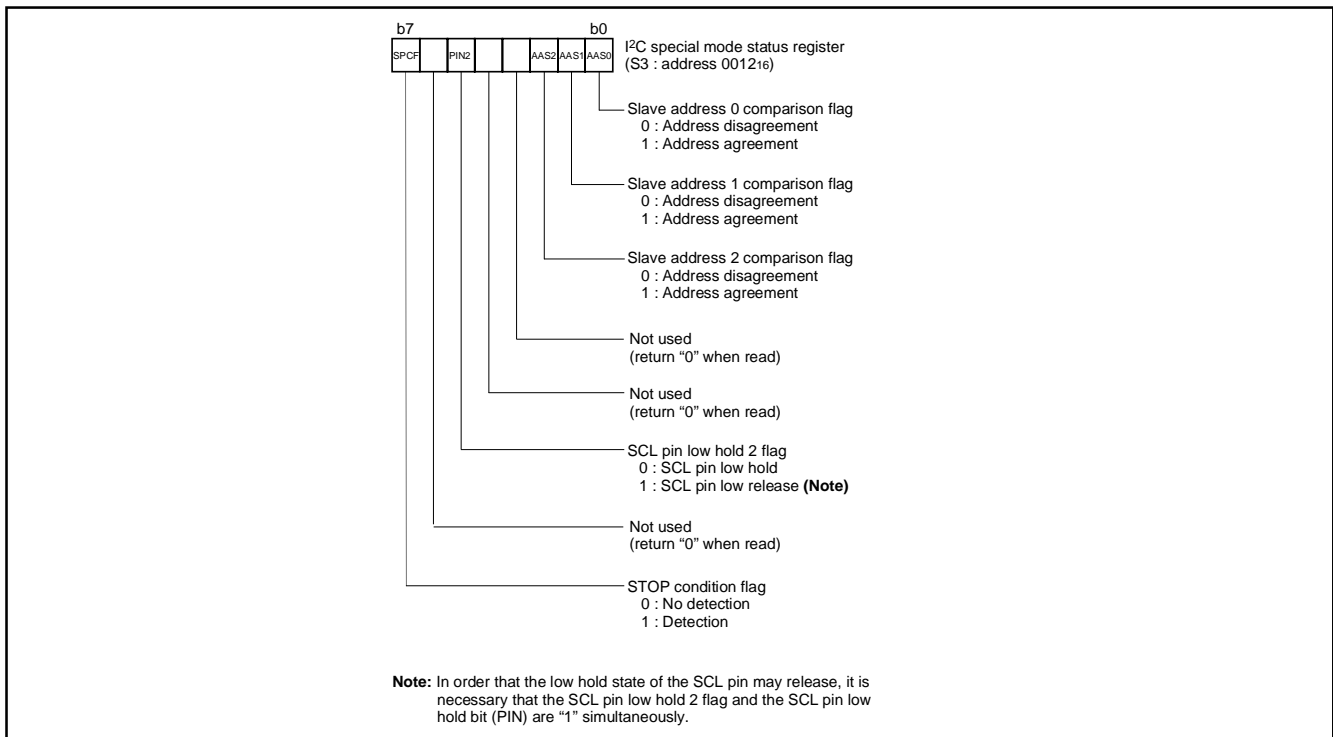 b7 b0
SPCF PIN2 AAS2 AAS1 AAS0
I2C special mode status register
(S3 : address 001216)
Slave address 0 comparison flag
0 : Address disagreement
1 : Address agreement
Slave address 1 comparison flag
0 : Address disagreement
1 : Address agreement
Slave address 2 comparison flag
0 : Address disagreement
1 : Address agreement
Not used
(return “0” when read)
Not used
(return “0” when read)
SCL pin low hold 2 flag
0 : SCL pin low hold
1 : SCL pin low release (Note)
Not used
(return “0” when read)
STOP condition flag
0 : No detection
1 : Detection
Note: In order that the low hold state of the SCL pin may release, it is
necessary that the SCL pin low hold 2 flag and the SCL pin low
hold bit (PIN) are “1” simultaneously.